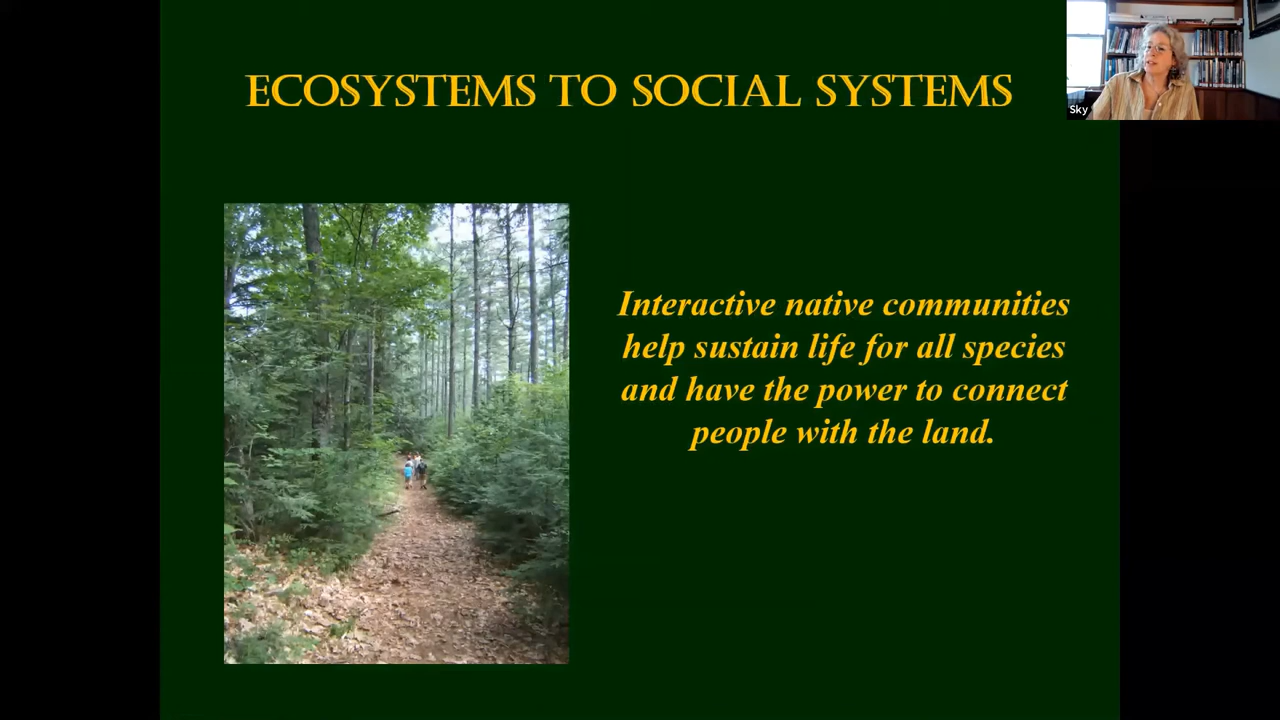 ECOSYSTEMS TO SOCIAL SYSTEMS
Sky
Interactive native communities
help sustain life for all species
and have the power to connect
people with the land.